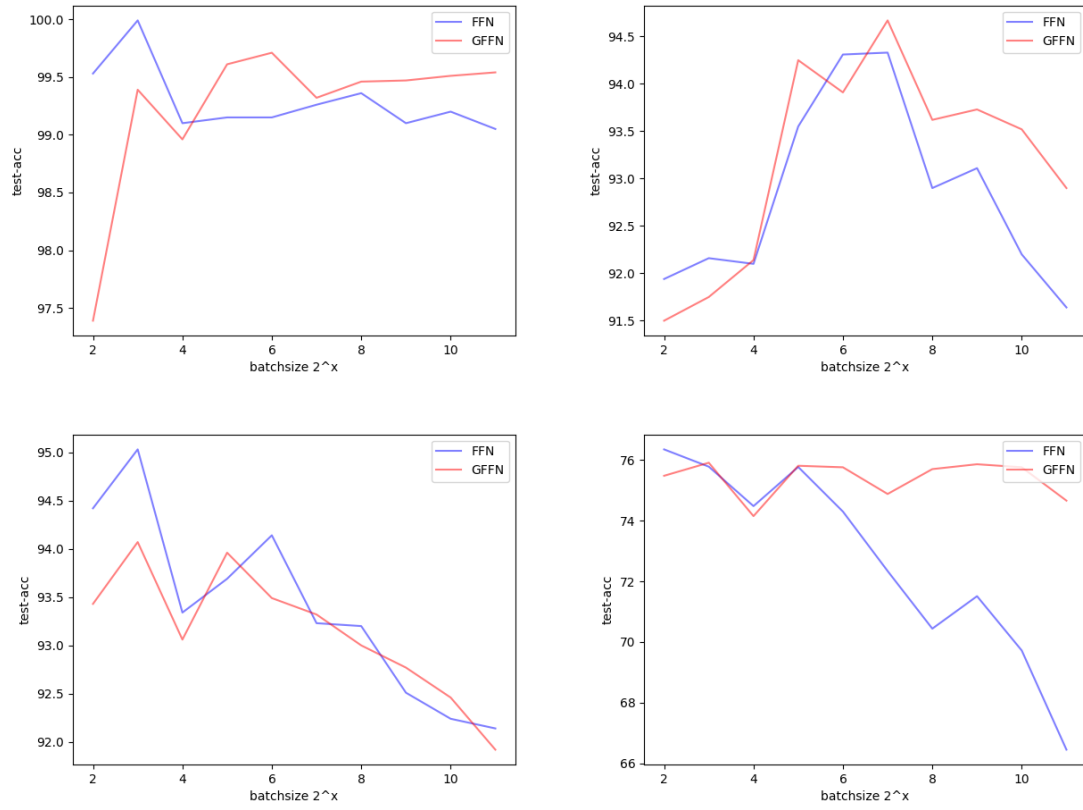 100.0
99.5
99.0
98.5
98.0
97.5
test-acc
2
4
6
8
10
batchsize 2^x
FFN
GFFN
94.5
94.0
93.5
93.0
92.5
92.0
91.5
test-acc
2
4
6
8
10
batchsize 2^x
FFN
GFFN
95.0
94.5
94.0
93.5
93.0
92.5
92.0
test-acc
2
4
6
8
10
batchsize 2^x
FFN
GFFN
76
74
72
70
68
66
test-acc
2
4
6
8
10
batchsize 2^x
FFN
GFFN